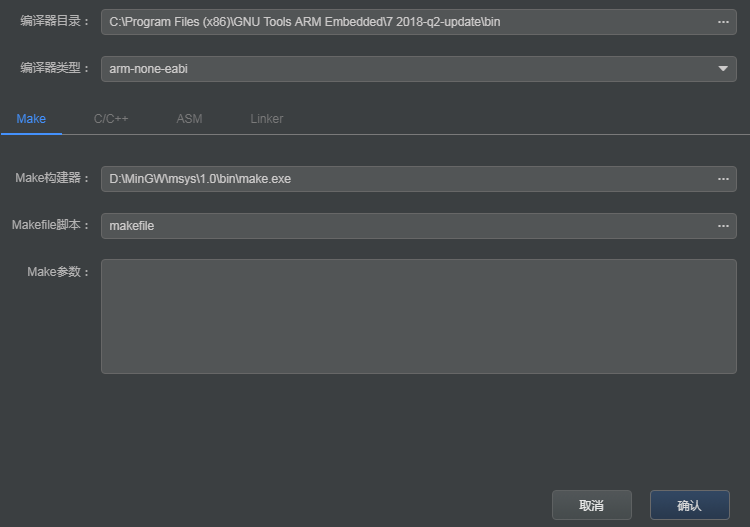 编译器目录： C:\Program Files (x86)\GNU Tools ARM Embedded\7 2018-q2-update\bin ...
编译器类型： arm-none-eabi
Make C/C++ ASM Linker
Make构建器： D:\MinGW\msys\1.0\bin\make.exe ...
Makefile脚本： makefile ...
Make参数：
取消 确认